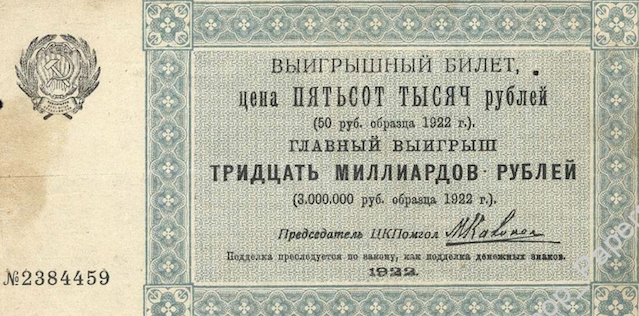 ВЫИГРЫШНЫЙ БИЛЕТ,
цена ПЯТЬСОТ ТЫСЯЧ рублей
(50 руб. образца 1922 г.).
ГЛАВНЫЙ ВЫИГРЫШ
ТРИДЦАТЬ МИЛЛИАРДОВ РУБЛЕЙ
(3.000.000 руб. образца 1922 г.).
Председатель ЦКПомгол
Подделка преследуется по закону, как подделка денежных знаков.
1922.
№2384459